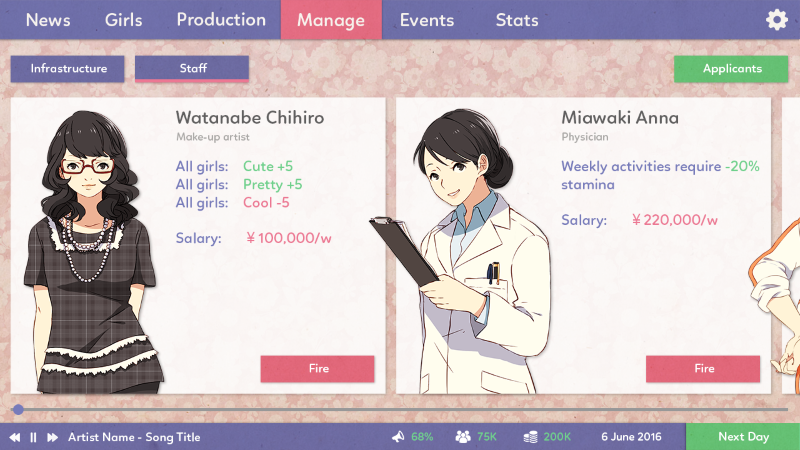 News Girls Production Manage Events Stats
Infrastructure Staff Applicants
Watanabe Chihiro
Make-up artist
All girls: Cute +5
All girls: Pretty +5
All girls: Cool -5
Salary: ¥100,000/w
Fire
Miawaki Anna
Physician
Weekly activities require -20%
stamina
Salary: ¥220,000/w
Fire
Artist Name - Song Title 68% 75K 200K 6 June 2016 Next Day